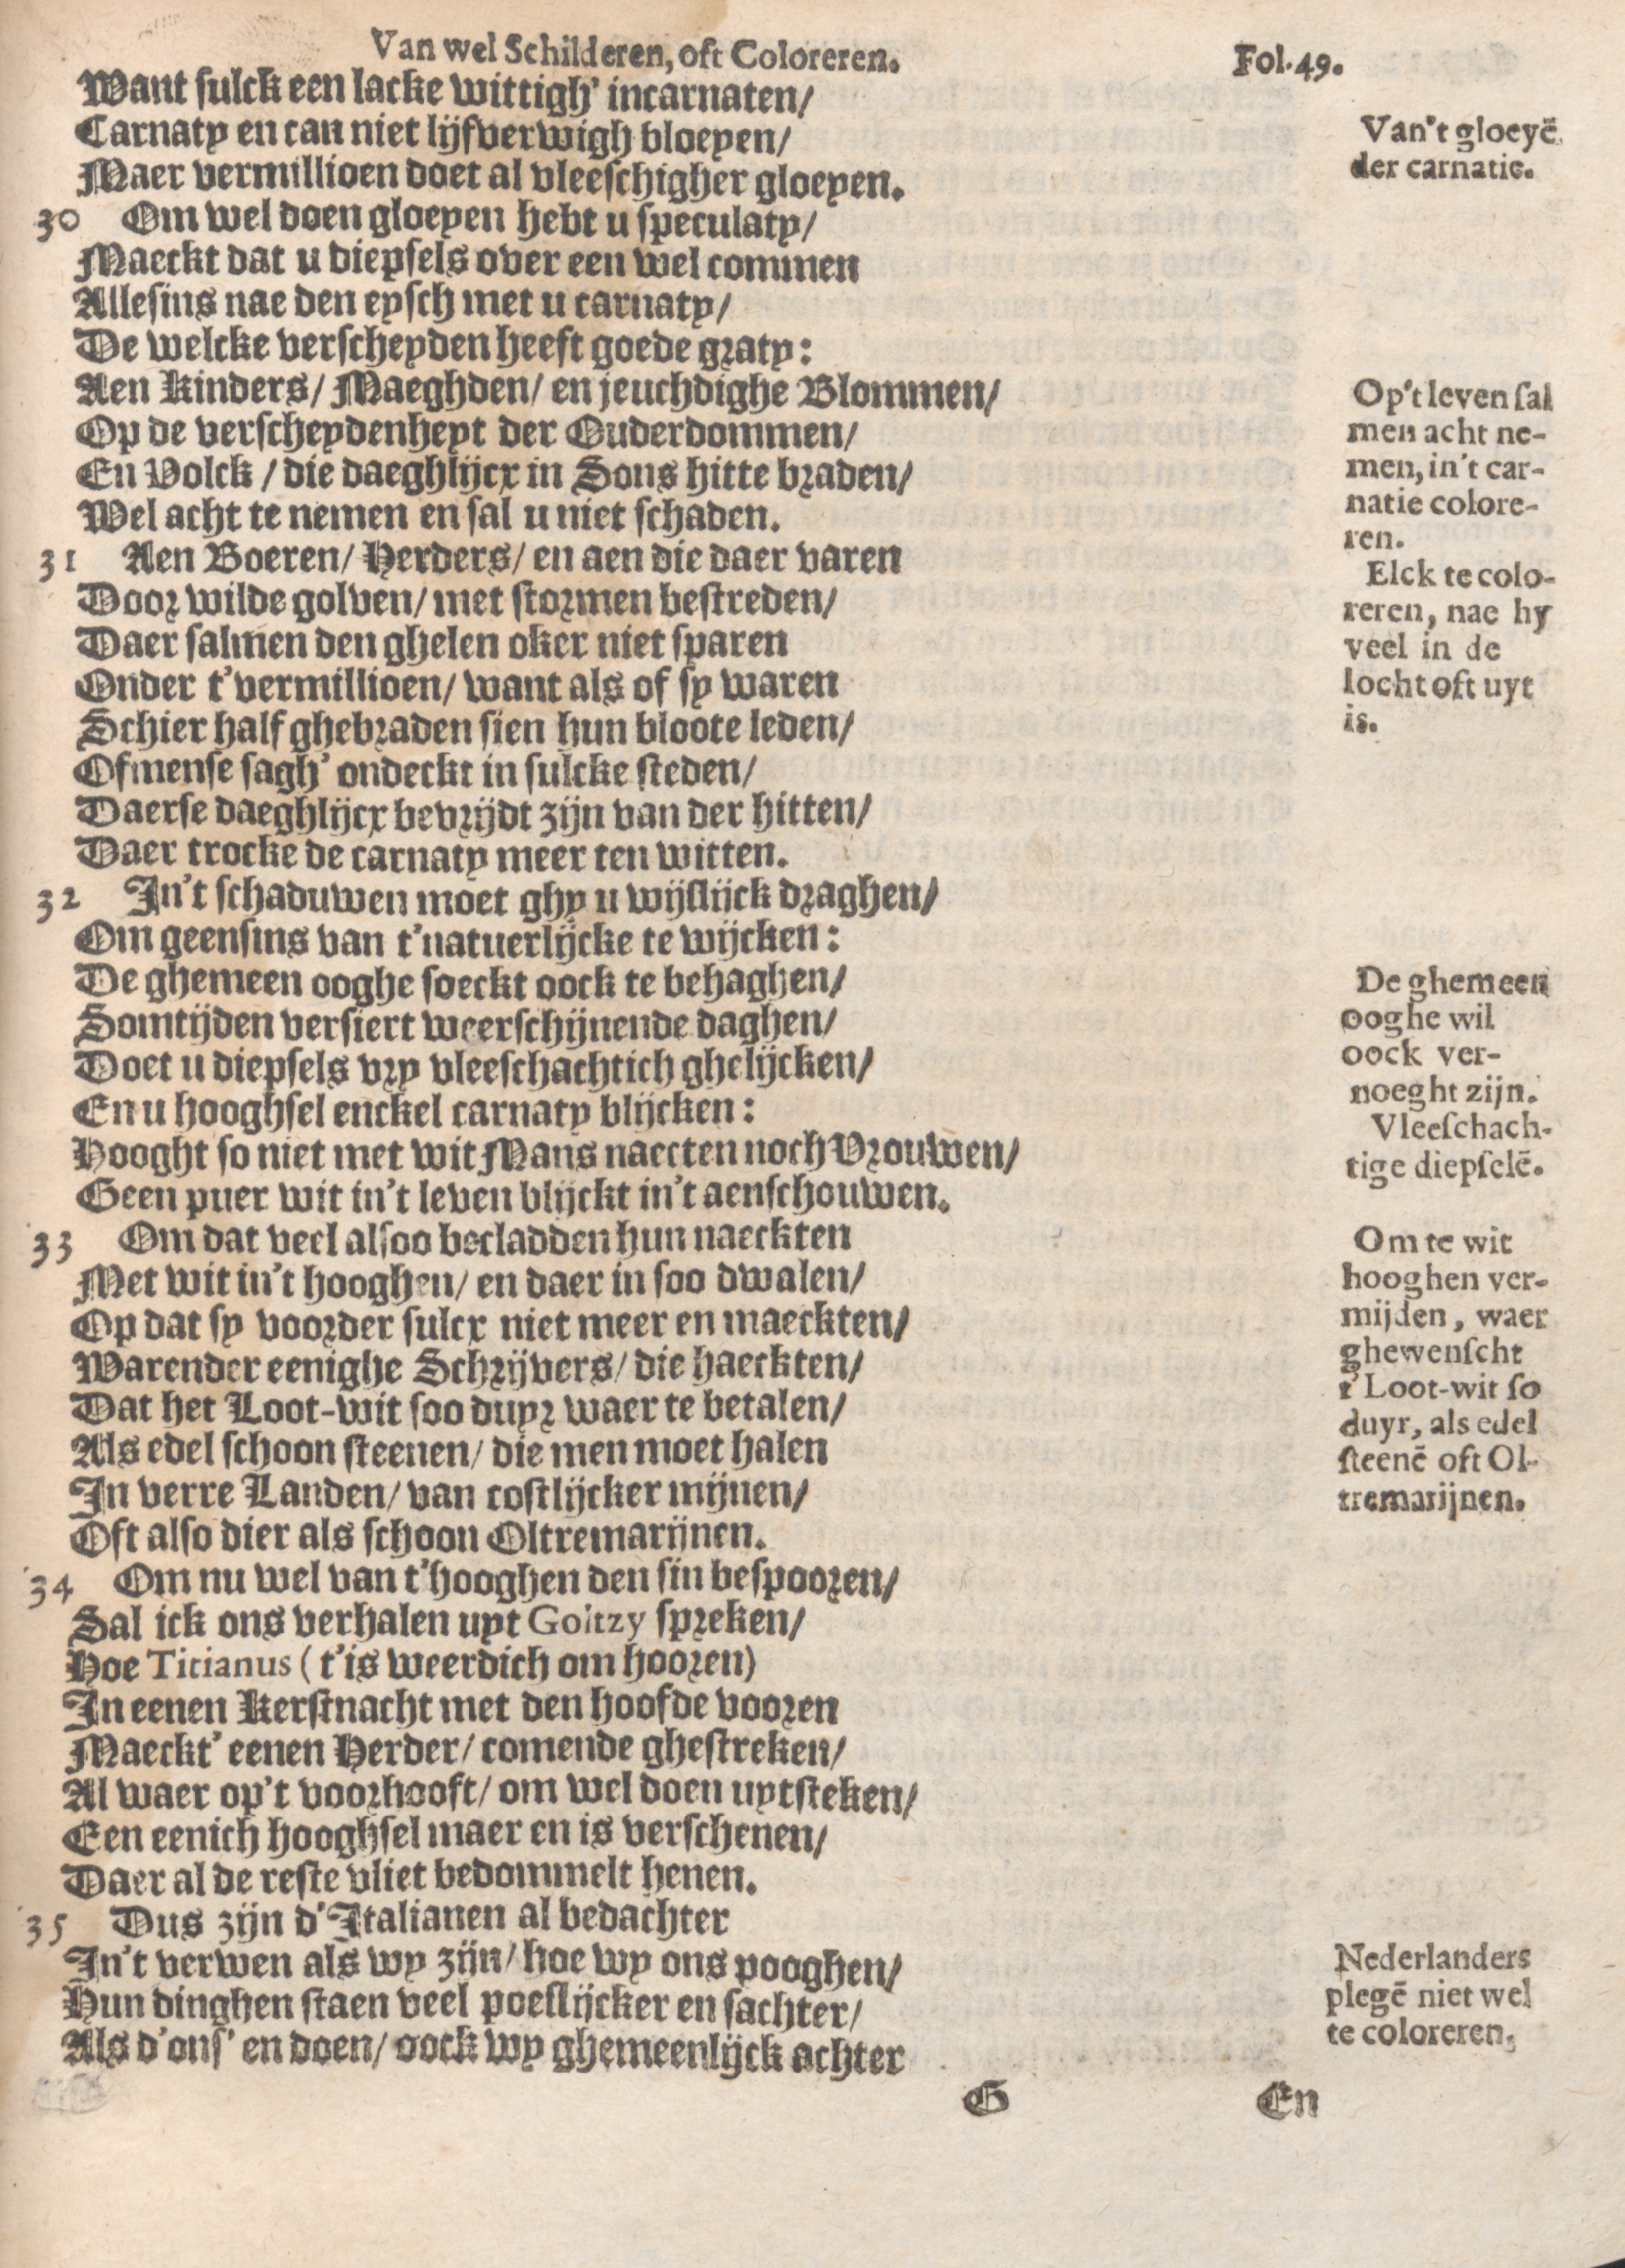 Van wel Schilderen, oft Coloreren.
Fol. 49.
Want sulck een lacke wittigh' incarnaten/
Carnaty en can niet lijfverwigh bloeyen/
Maer vermillioen doet al vleeschigher gloeyen.
30 Om wel doen gloeyen hebt u speculaty/
Maeckt dat u diepsels over een wel commen
Allesins nae den eysch met u carnaty/
De welcke verscheyden heeft goede graty:
Aen Kinders/ Maeghden/ en jeuchdighe Blommen/
Op de verscheydenheyt der Ouderdommen/
En Volck / die daeghlijcx in Sons hitte braden/
Wel acht te nemen en sal u niet schaden.
31 Aen Boeren/ Herders/ en aen die daer varen
Door wilde golven/ met stormen bestreden/
Daer salmen den ghelen oker niet sparen
Onder t'vermillioen/ want als of sy waren
Schier half ghebraden sien hun bloote leden/
Ofmense sagh' ondeckt in sulcke steden/
Daerse daeghlijcx bevrijdt zijn van der hitten/
Daer trocke de carnaty meer ten witten.
32 In't schaduwen moet ghy u wijslijck draghen/
Om geensins van t'natuerlijcke te wijcken:
De ghemeen ooghe soeckt oock te behaghen/
Somtijden versiert weerschijnende daghen/
Doet u diepsels vry vleeschachtich ghelijcken/
En u hooghsel enckel carnaty blijcken:
Hooght so niet met wit Mans naecten noch Vrouwen/
Geen puer wit in't leven blijckt in't aenschouwen.
33 Om dat veel alsoo becladden hun naeckten
Met wit in't hooghen/ en daer in soo dwalen/
Op dat sy voorder sulcx niet meer en maeckten/
Warender eenighe Schrijvers/ die haeckten/
Dat het Loot-wit soo duyr waer te betalen/
Als edel schoon steenen/ die men moet halen
In verre Landen/ van costlijcker mijnen/
Oft also dier als schoon Oltremarijnen.
34 Om nu wel van t'hooghen den sin bespooren/
Sal ick ons verhalen uyt Goltzy spreken/
Hoe Titianus (t'is weerdich om hooren)
In eenen Kerstnacht met den hoofde vooren
Maeckt' eenen Herder/ comende ghestreken/
Al waer op't voorhooft/ om wel doen uytsteken/
Een eenich hooghsel maer en is verschenen/
Daer al de reste vliet bedommelt henen.
35 Dus zijn d'Italianen al bedachter
In't verwen als wy zijn/ hoe wy ons pooghen/
Hun dinghen staen veel poeslijcker en sachter/
Als d'ons' en doen/ oock wy ghemeenlijck achter
G
En
Van't gloeyē
der carnatie.
Op't leven sal
men acht ne-
men, in't car-
natie colore-
ren.
Elck te colo-
reren, nae hy
veel in de
locht oft uyt
is.
De ghemeen
ooghe wil
oock ver-
noeght zijn.
Vleeschach-
tige diepselē.
Om te wit
hooghen ver-
mijden, waer
ghewenscht
t'Loot-wit so
duyr, als edel
steenē oft Ol-
tremarijnen.
Nederlanders
plegē niet wel
te coloreren.